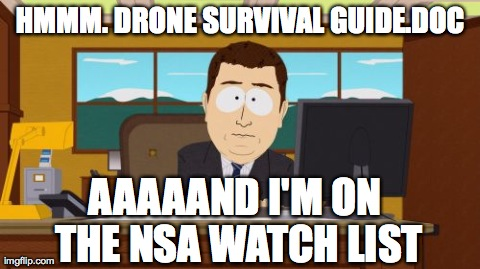 HMMM. DRONE SURVIVAL GUIDE.DOC
AAAAAND I'M ON
THE NSA WATCH LIST
imgflip.com